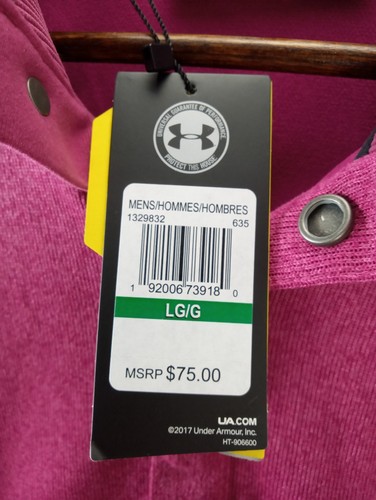 UNIVERSAL GUARANTEE OF PERFORMANCE
PROTECT THIS HOUSE
MENS/HOMMES/HOMBRES
1329832 635
1 92006 73918 0
LG/G
MSRP $75.00
UA.COM
©2017 Under Armour, Inc.
HT-906600